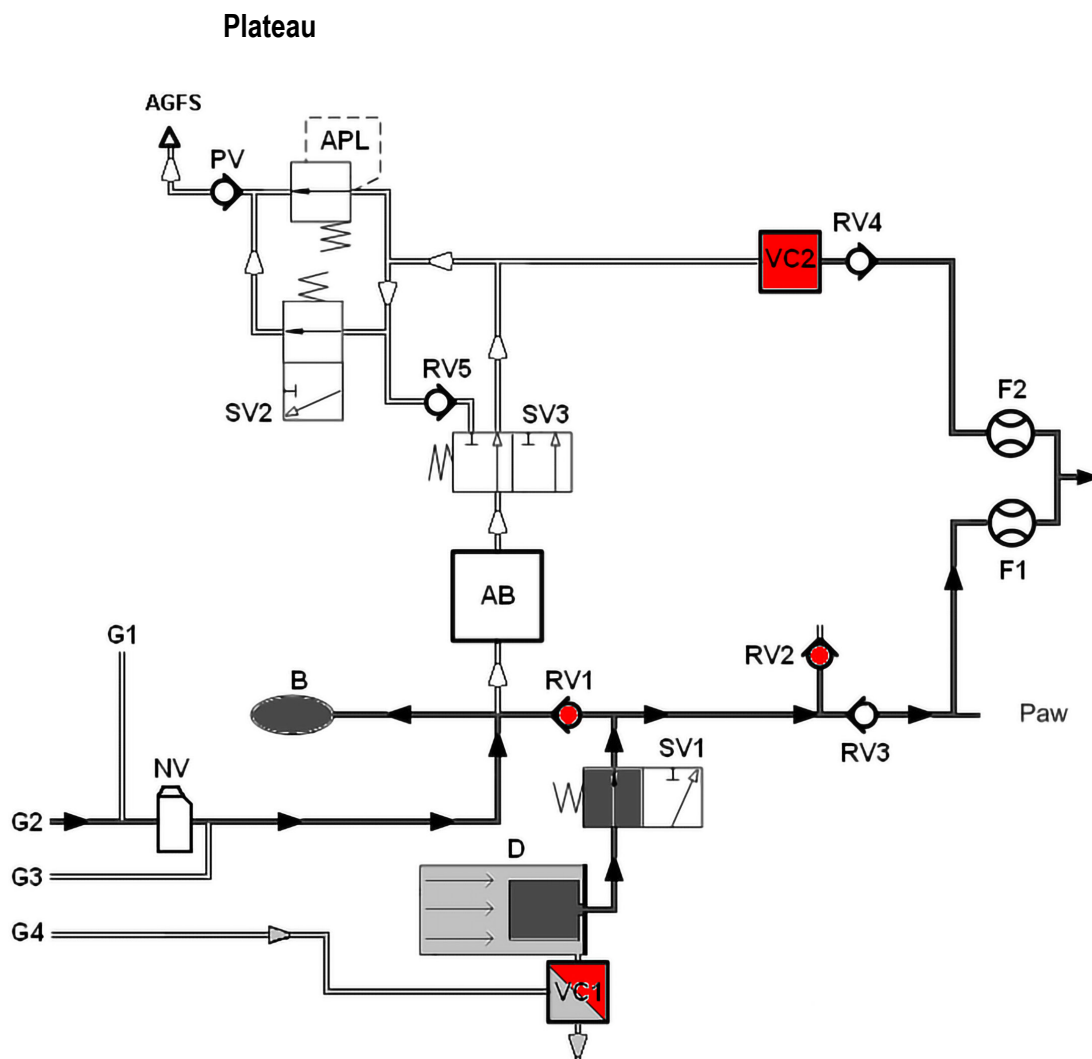 Plateau
AGFS
PV
APL
RV4
VC2
RV5
SV2
SV3
F2
F1
AB
G1
B
RV1
RV2
Paw
SV1
RV3
NV
G2
D
G3
G4
VC1